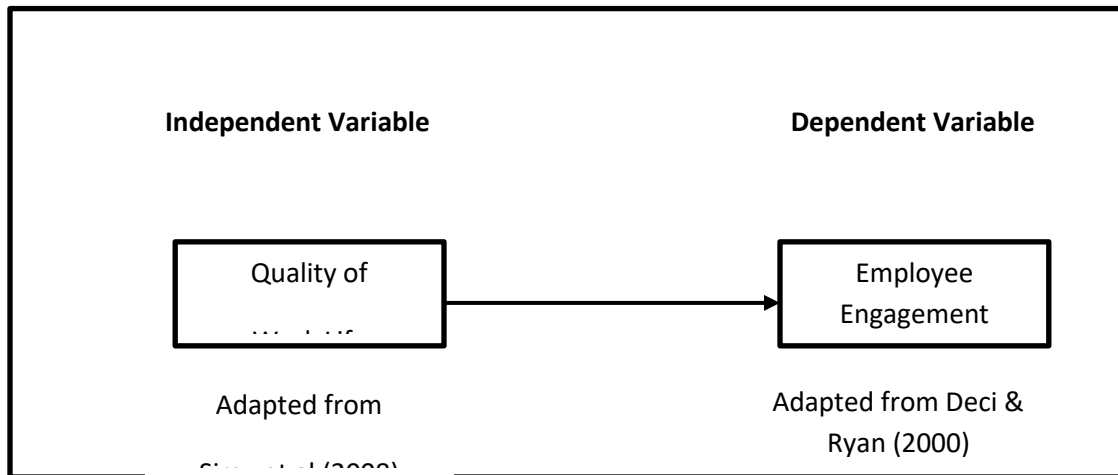 Independent Variable
Dependent Variable
Quality of
Employee
Engagement
Adapted from
Adapted from Deci &
Ryan (2000)